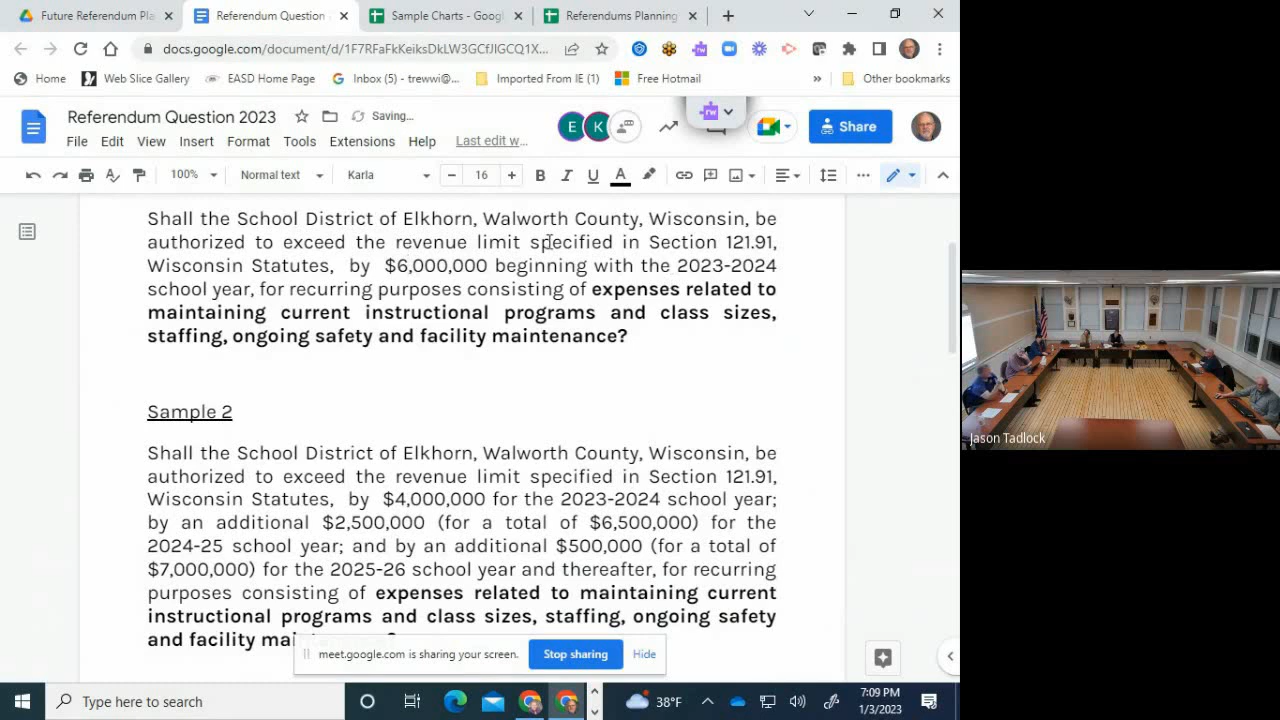 Future Referendum Pla
Referendum Question
Sample Charts - Googl
Referendums Planning
docs.google.com/document/d/1F7RFaFkKeiksDkLW3GCfJIGCQ1X...
Home
Web Slice Gallery
EASD Home Page
Inbox (5) - trewwi@...
Imported From IE (1)
Free Hotmail
»
Other bookmarks
Referendum Question 2023
Saving...
File Edit View Insert Format Tools Extensions Help Last edit w...
E K
rw
Share
100% Normal text Karla − 16 + B I U A
Shall the School District of Elkhorn, Walworth County, Wisconsin, be
authorized to exceed the revenue limit specified in Section 121.91,
Wisconsin Statutes, by $6,000,000 beginning with the 2023-2024
school year, for recurring purposes consisting of expenses related to
maintaining current instructional programs and class sizes,
staffing, ongoing safety and facility maintenance?
Sample 2
Shall the School District of Elkhorn, Walworth County, Wisconsin, be
authorized to exceed the revenue limit specified in Section 121.91,
Wisconsin Statutes, by $4,000,000 for the 2023-2024 school year;
by an additional $2,500,000 (for a total of $6,500,000) for the
2024-25 school year; and by an additional $500,000 (for a total of
$7,000,000) for the 2025-26 school year and thereafter, for recurring
purposes consisting of expenses related to maintaining current
instructional programs and class sizes, staffing, ongoing safety
and facility
meet.google.com is sharing your screen.
Stop sharing
Hide
Jason Tadlock
Type here to search
38°F
7:09 PM
1/3/2023